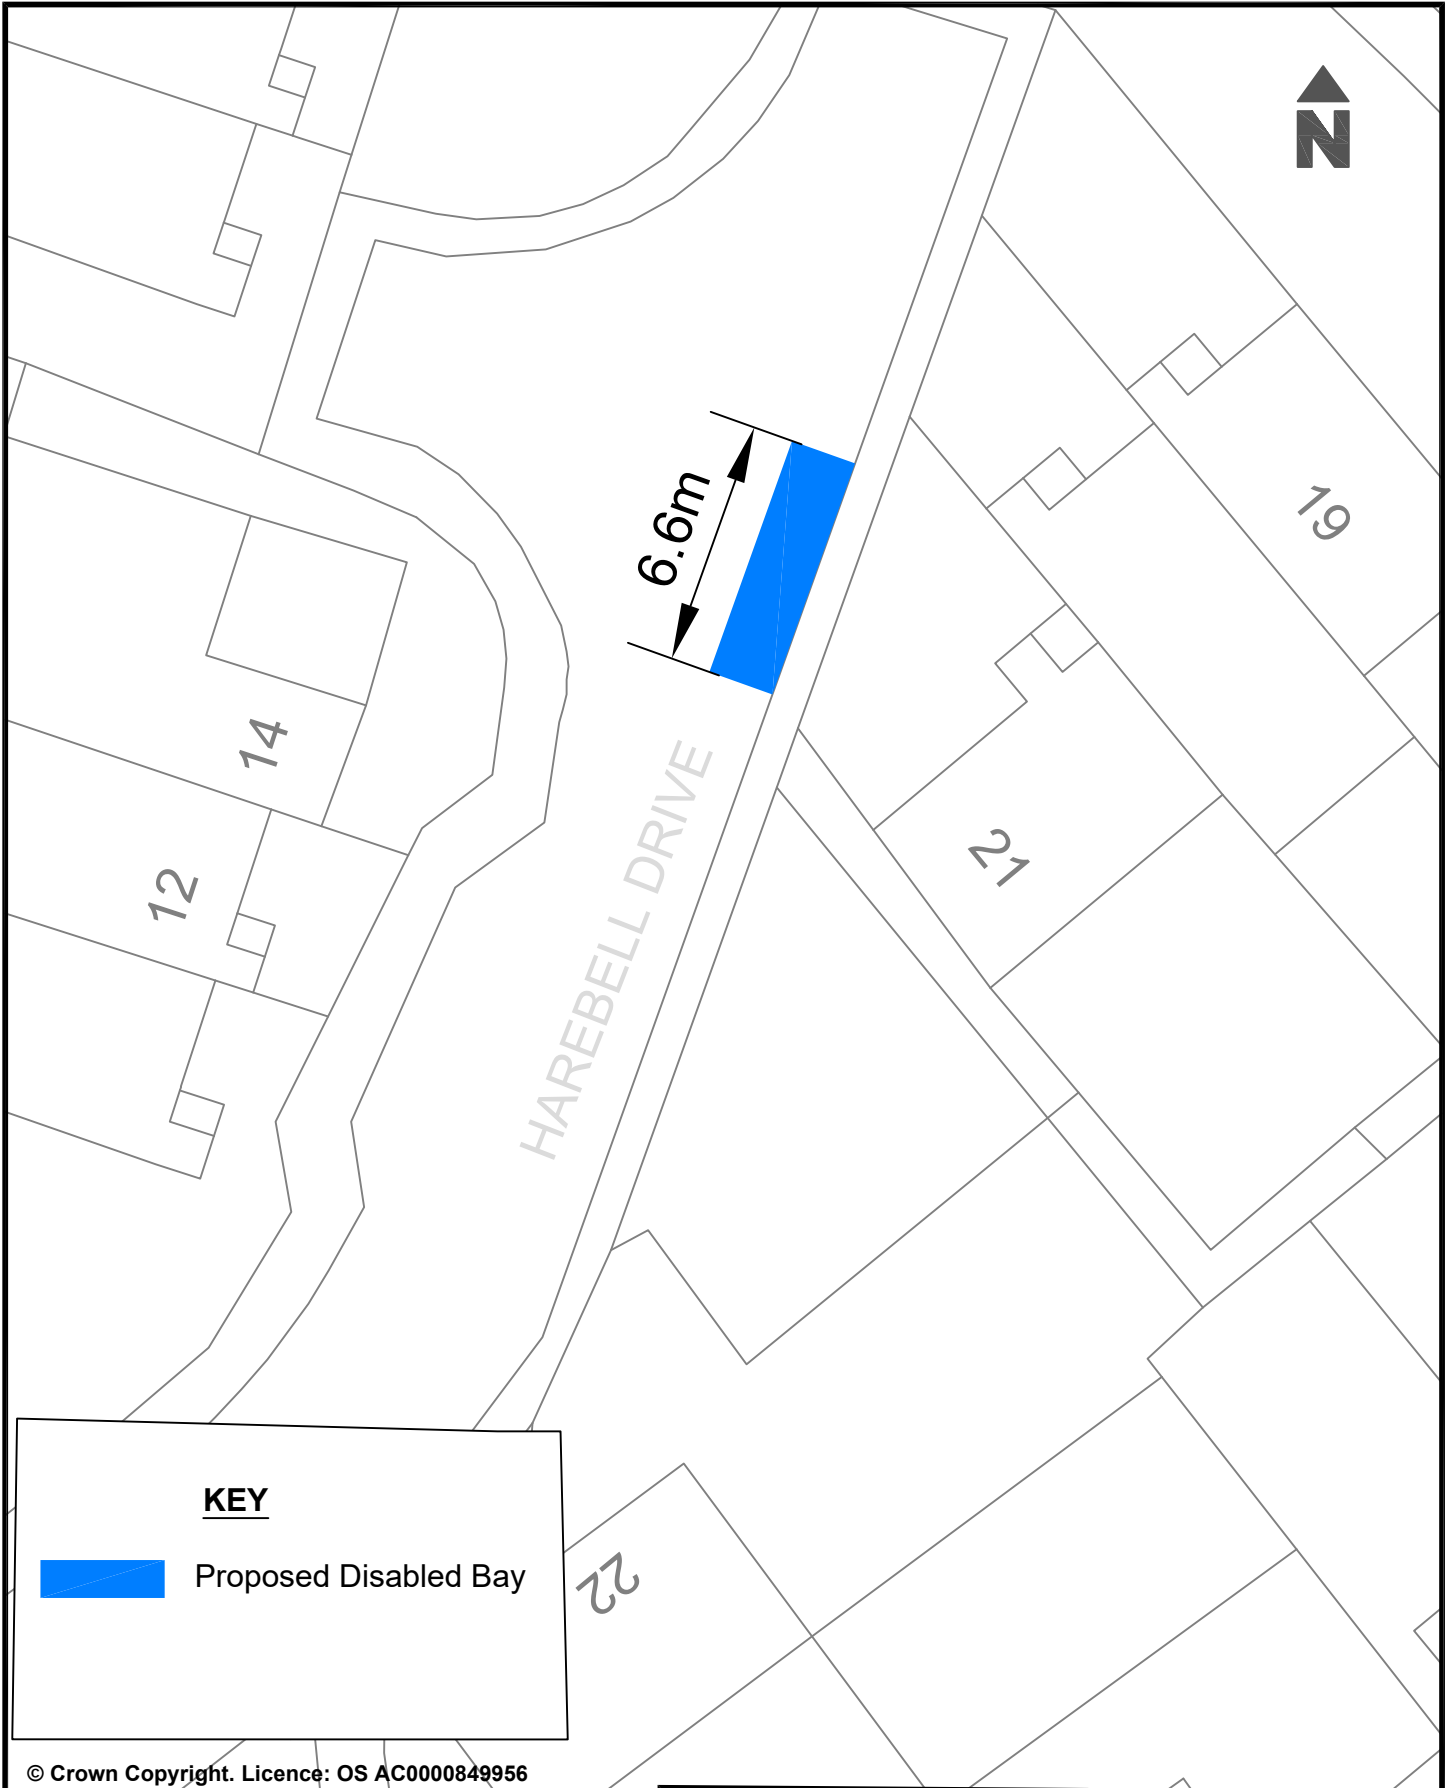 N
6.6m
19
14
21
12
HAREBELL DRIVE
KEY
Proposed Disabled Bay
22
© Crown Copyright. Licence: OS AC0000849956